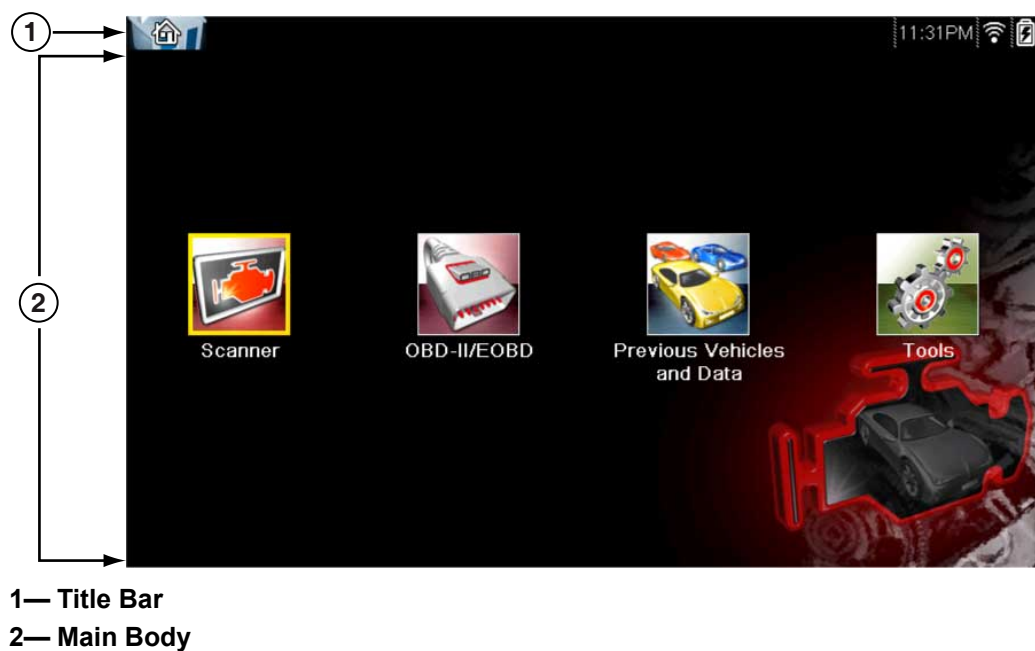 1
11:31PM
2
OBD
Scanner
OBD-II/EOBD
Previous Vehicles
and Data
Tools
1— Title Bar
2— Main Body